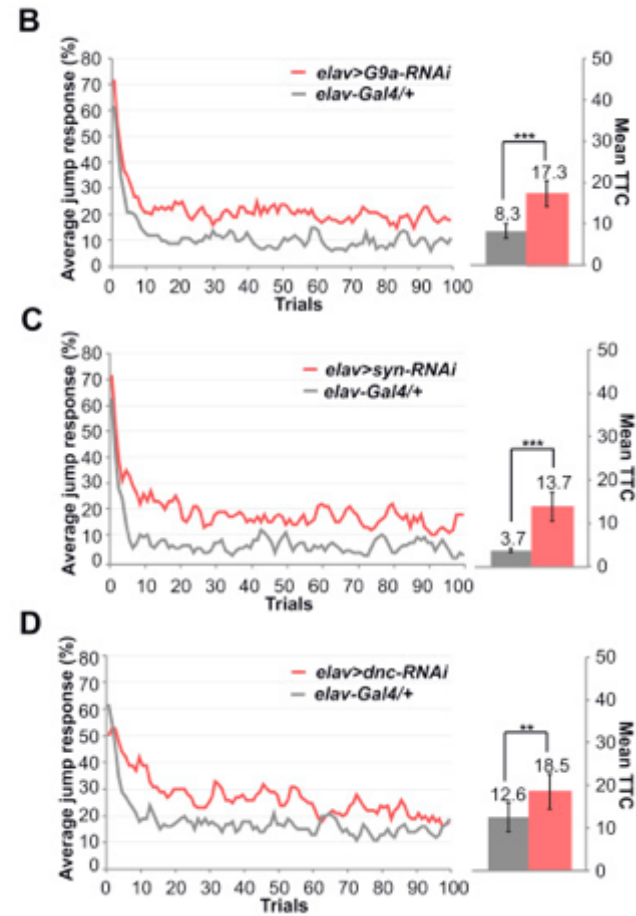 B
Average jump response (%)
80
70
60
50
40
30
20
10
0
elav>G9a-RNAi
elav-Gal4/+
0 10 20 30 40 50 60 70 80 90 100
Trials
***
8.3
17.3
50
40
30
20
10
0
Mean TTC
C
Average jump response (%)
80
70
60
50
40
30
20
10
0
elav>syn-RNAi
elav-Gal4/+
0 10 20 30 40 50 60 70 80 90 100
Trials
***
3.7
13.7
50
40
30
20
10
0
Mean TTC
D
Average jump response (%)
80
70
60
50
40
30
20
10
0
elav>dnc-RNAi
elav-Gal4/+
0 10 20 30 40 50 60 70 80 90 100
Trials
**
12.6
18.5
50
40
30
20
10
0
Mean TTC